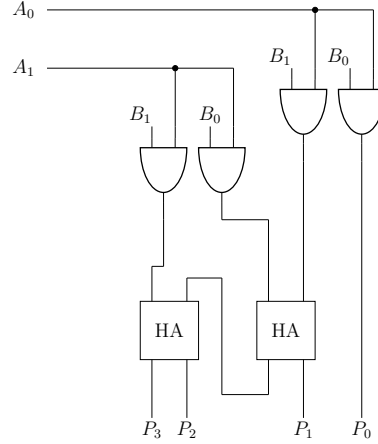 A₀
A₁
B₁ B₀
B₁ B₀
HA HA
P₃ P₂ P₁ P₀